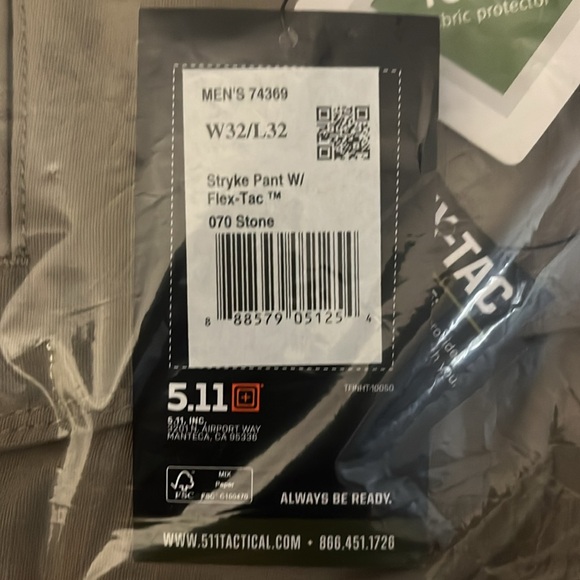 bric protector
MEN'S 74369
W32/L32
Stryke Pant W/
Flex-Tac ™
070 Stone
8 88579 05125 4
X-TAC
5.11
5.11, INC.
3201 N. AIRPORT WAY
MANTECA, CA 95336
MIX
Paper
FSC
ALWAYS BE READY.
WWW.511TACTICAL.COM • 866.451.1726